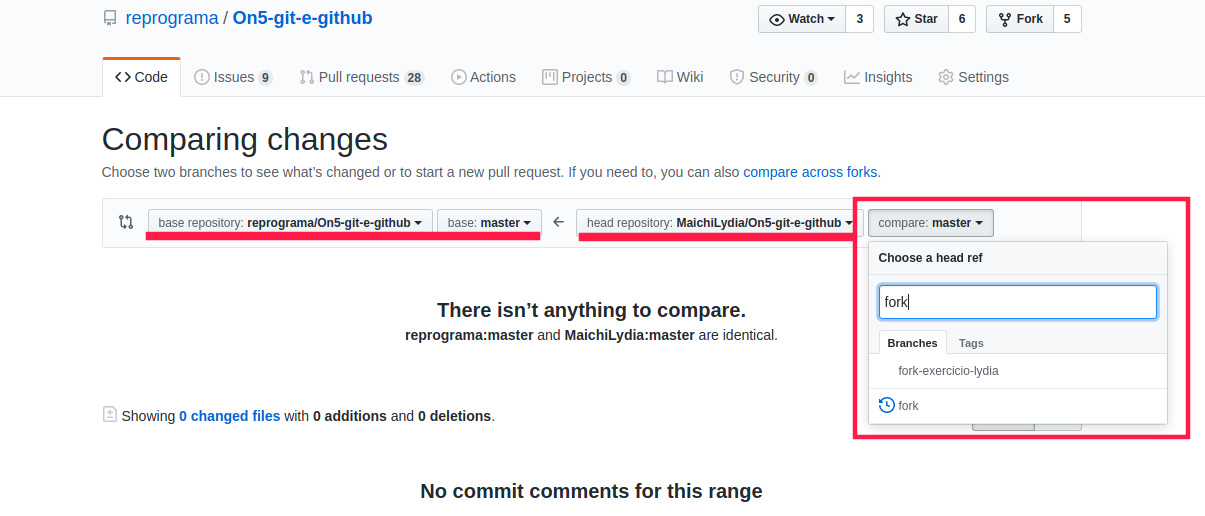 reprograma / On5-git-e-github
Watch 3 Star 6 Fork 5
Code Issues 9 Pull requests 28 Actions Projects 0 Wiki Security 0 Insights Settings
Comparing changes
Choose two branches to see what's changed or to start a new pull request. If you need to, you can also compare across forks.
base repository: reprograma/On5-git-e-github base: master head repository: MaichiLydia/On5-git-e-github compare: master
Choose a head ref
fork
Branches Tags
fork-exercicio-lydia
fork
There isn't anything to compare.
reprograma:master and MaichiLydia:master are identical.
Showing 0 changed files with 0 additions and 0 deletions.
No commit comments for this range